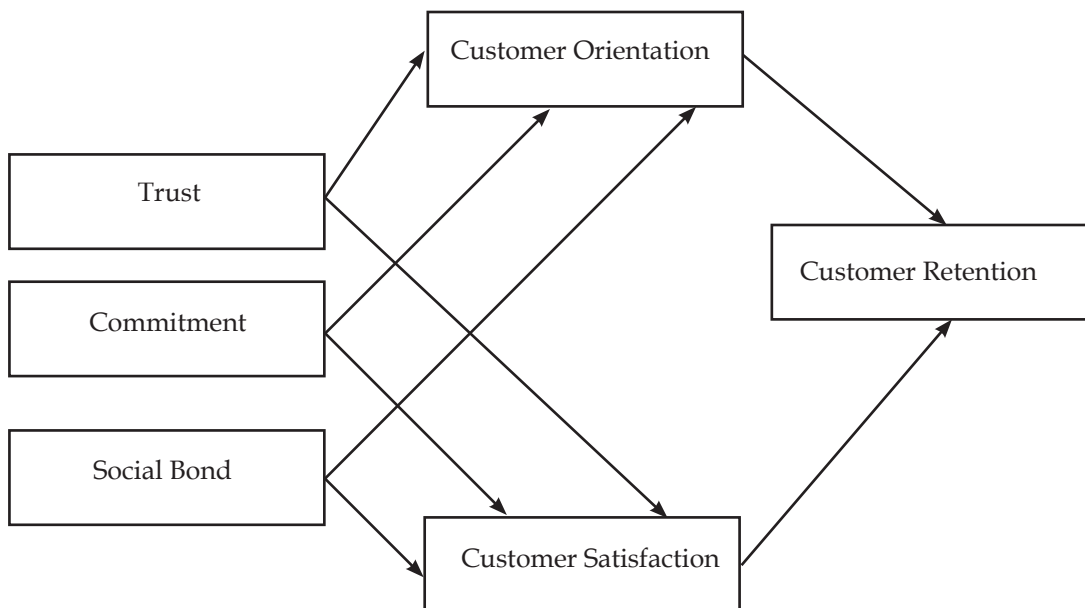 Customer Orientation
Trust
Customer Retention
Commitment
Social Bond
Customer Satisfaction